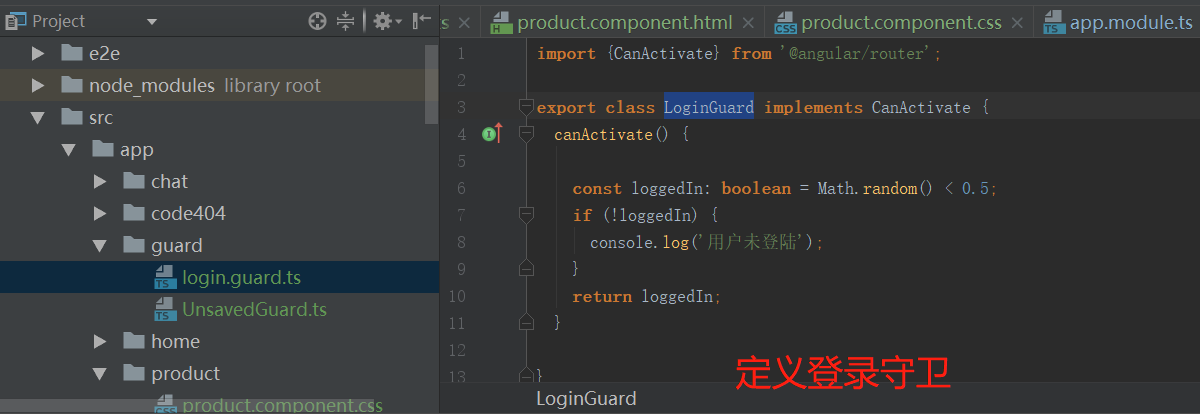 Project
e2e
node_modules library root
src
app
chat
code404
guard
login.guard.ts
UnsavedGuard.ts
home
product
product.component.css
ts product.component.html product.component.css app.module.ts
1 import {CanActivate} from '@angular/router';
2
3 export class LoginGuard implements CanActivate {
4 canActivate() {
5
6 const loggedIn: boolean = Math.random() < 0.5;
7 if (!loggedIn) {
8 console.log('用户未登陆');
9 }
10 return loggedIn;
11 }
12
13 }
定义登录守卫
LoginGuard